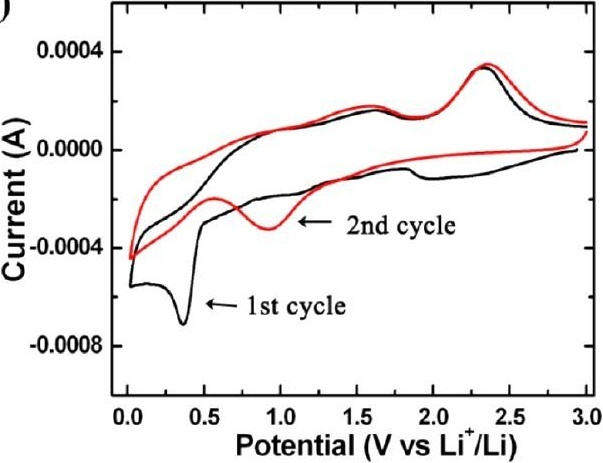 )
0.0004
0.0000
-0.0004
-0.0008
Current (A)
2nd cycle
1st cycle
0.0 0.5 1.0 1.5 2.0 2.5 3.0
Potential (V vs Li⁺/Li)